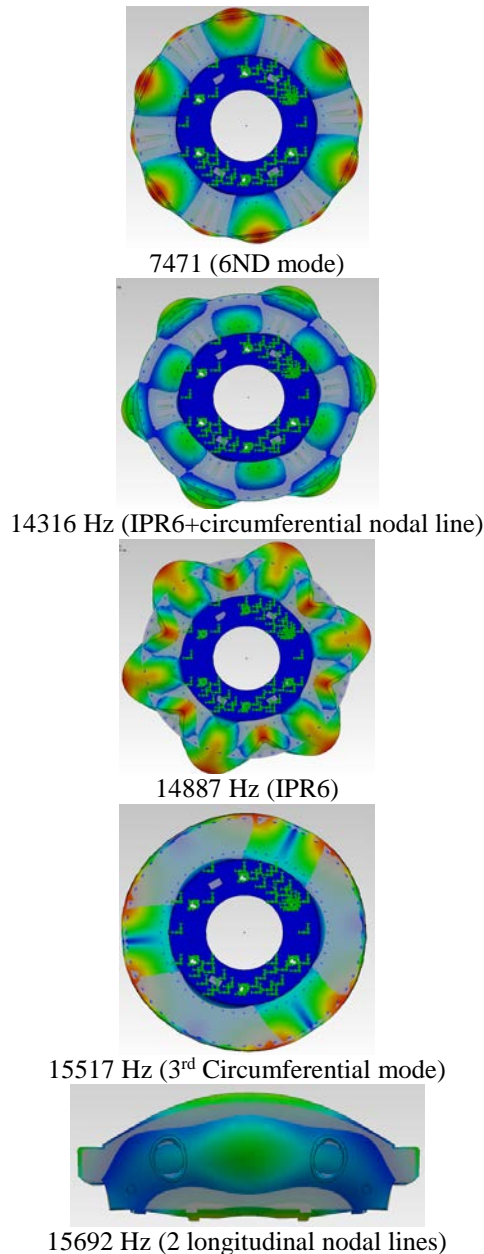 7471 (6ND mode)
14316 Hz (IPR6+circumferential nodal line)
14887 Hz (IPR6)
15517 Hz (3rd Circumferential mode)
15692 Hz (2 longitudinal nodal lines)